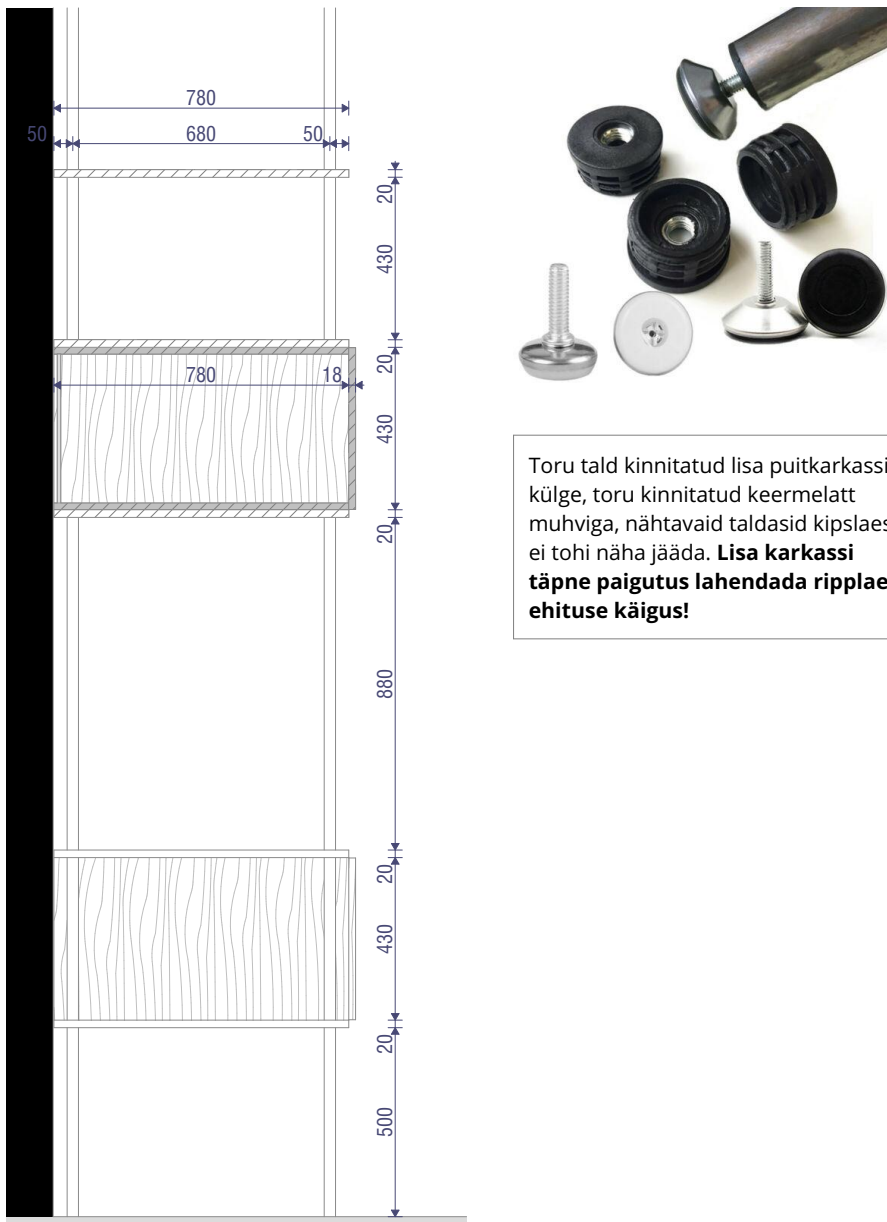 780
50 680 50
20
430
20
780 18
430
20
880
20
430
20
500
Toru tald kinnitatud lisa puitkarkassi
külge, toru kinnitatud keermelatt
muhviga, nähtavaid taldasid kipslaes
ei tohi näha jääda. Lisa karkassi
täpne paigutus lahendada ripplae
ehituse käigus!